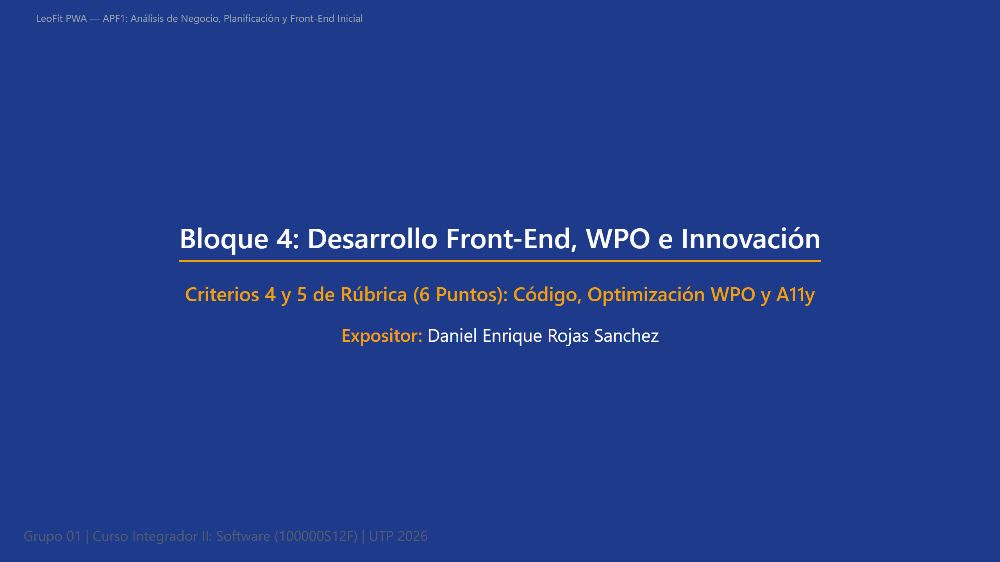 LeoFit PWA — APF1: Análisis de Negocio, Planificación y Front-End Inicial
Bloque 4: Desarrollo Front-End, WPO e Innovación
Criterios 4 y 5 de Rúbrica (6 Puntos): Código, Optimización WPO y A11y
Expositor: Daniel Enrique Rojas Sanchez
Grupo 01 | Curso Integrador II: Software (100000S12F) | UTP 2026